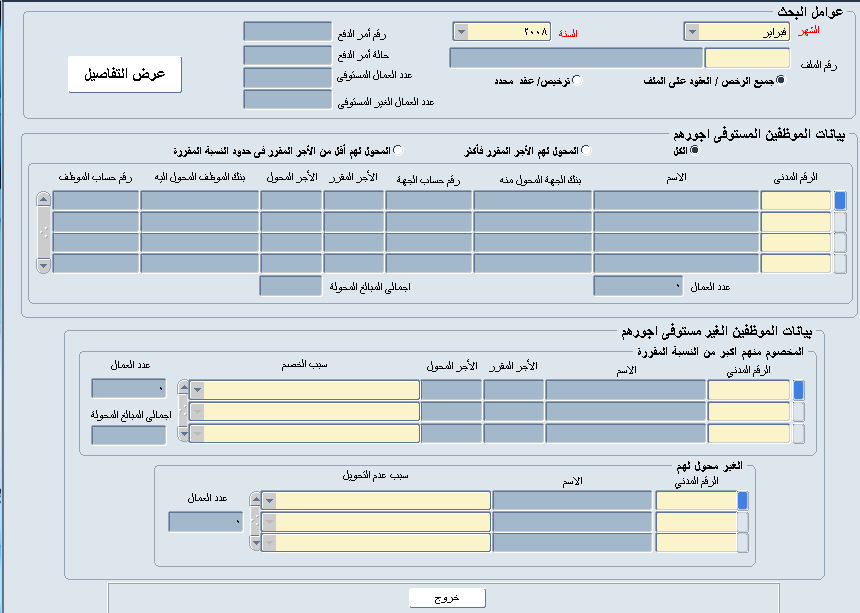 عوامل البحث
الشهر فبراير السنة ٢٠٠٨ رقم أمر الدفع
رقم الملف حالة أمر الدفع
جميع الرخص / العقود على الملف ترخيص/ عقد محدد عدد العمال المستوفى
عدد العمال الغير المستوفى
عرض التفاصيل
بيانات الموظفين المستوفى اجورهم
الكل المحول لهم الأجر المقرر فأكثر المحول لهم أقل من الأجر المقرر فى حدود النسبة المقررة
الرقم المدنى الاسم بنك الجهة المحول منه رقم حساب الجهة الأجر المقرر الأجر المحول بنك الموظف المحول اليه رقم حساب الموظف
عدد العمال ٠ اجمالى المبالغ المحولة
بيانات الموظفين الغير مستوفى اجورهم
المخصوم منهم اكبر من النسبة المقررة
الرقم المدني الاسم الأجر المقرر الأجر المحول سبب الخصم عدد العمال
٠
اجمالى المبالغ المحولة
الغير محول لهم
الرقم المدني الاسم سبب عدم التحويل عدد العمال
٠
خروج